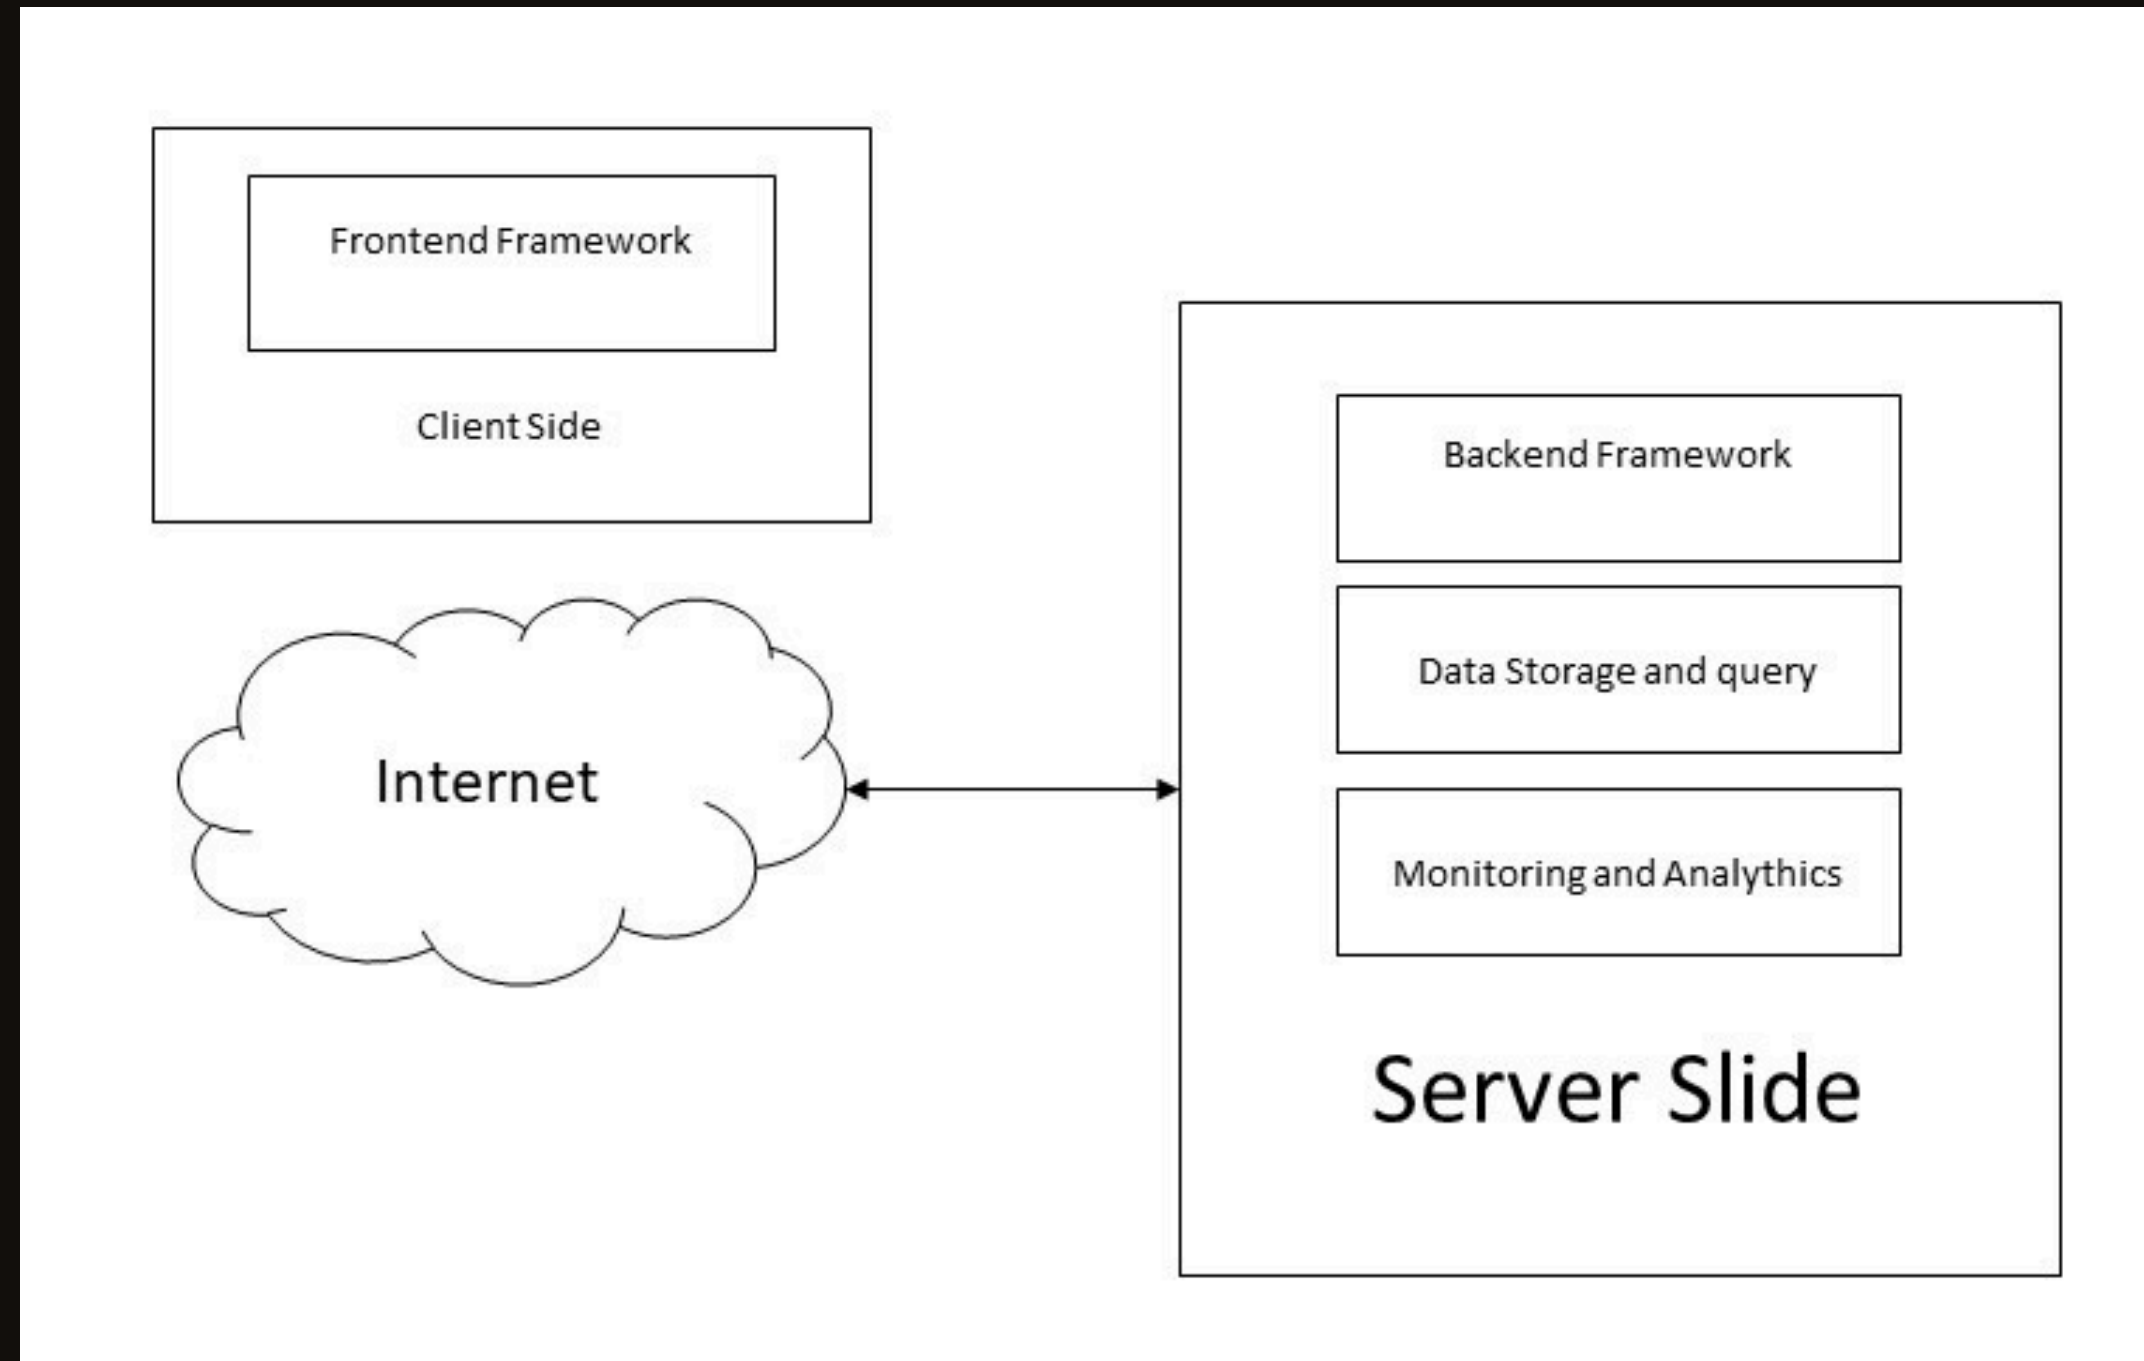 Frontend Framework
Client Side
Internet
Backend Framework
Data Storage and query
Monitoring and Analythics
Server Slide